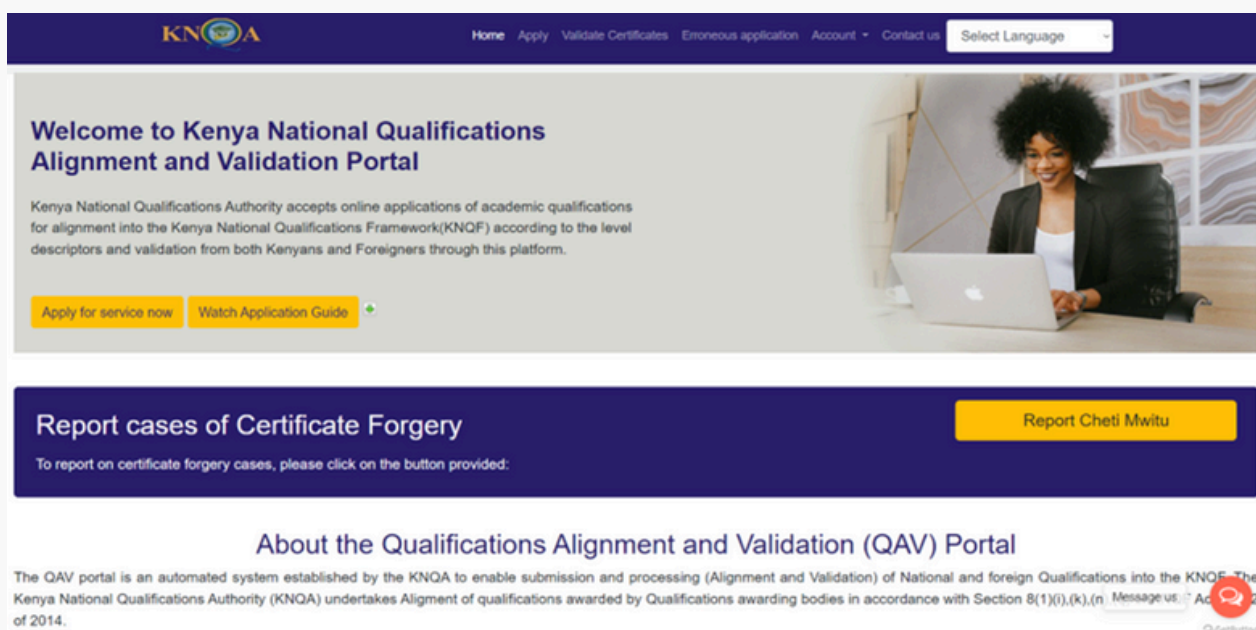 KNQA
Home Apply Validate Certificates Erroneous application Account Contact us Select Language
Welcome to Kenya National Qualifications
Alignment and Validation Portal
Kenya National Qualifications Authority accepts online applications of academic qualifications
for alignment into the Kenya National Qualifications Framework(KNQF) according to the level
descriptors and validation from both Kenyans and Foreigners through this platform.
Apply for service now Watch Application Guide
Report cases of Certificate Forgery
Report Cheti Mwitu
To report on certificate forgery cases, please click on the button provided:
About the Qualifications Alignment and Validation (QAV) Portal
The QAV portal is an automated system established by the KNQA to enable submission and processing (Alignment and Validation) of National and foreign Qualifications into the KNQF. The
Kenya National Qualifications Authority (KNQA) undertakes Aligment of qualifications awarded by Qualifications awarding bodies in accordance with Section 8(1)(i),(k),(n Message us
of 2014.